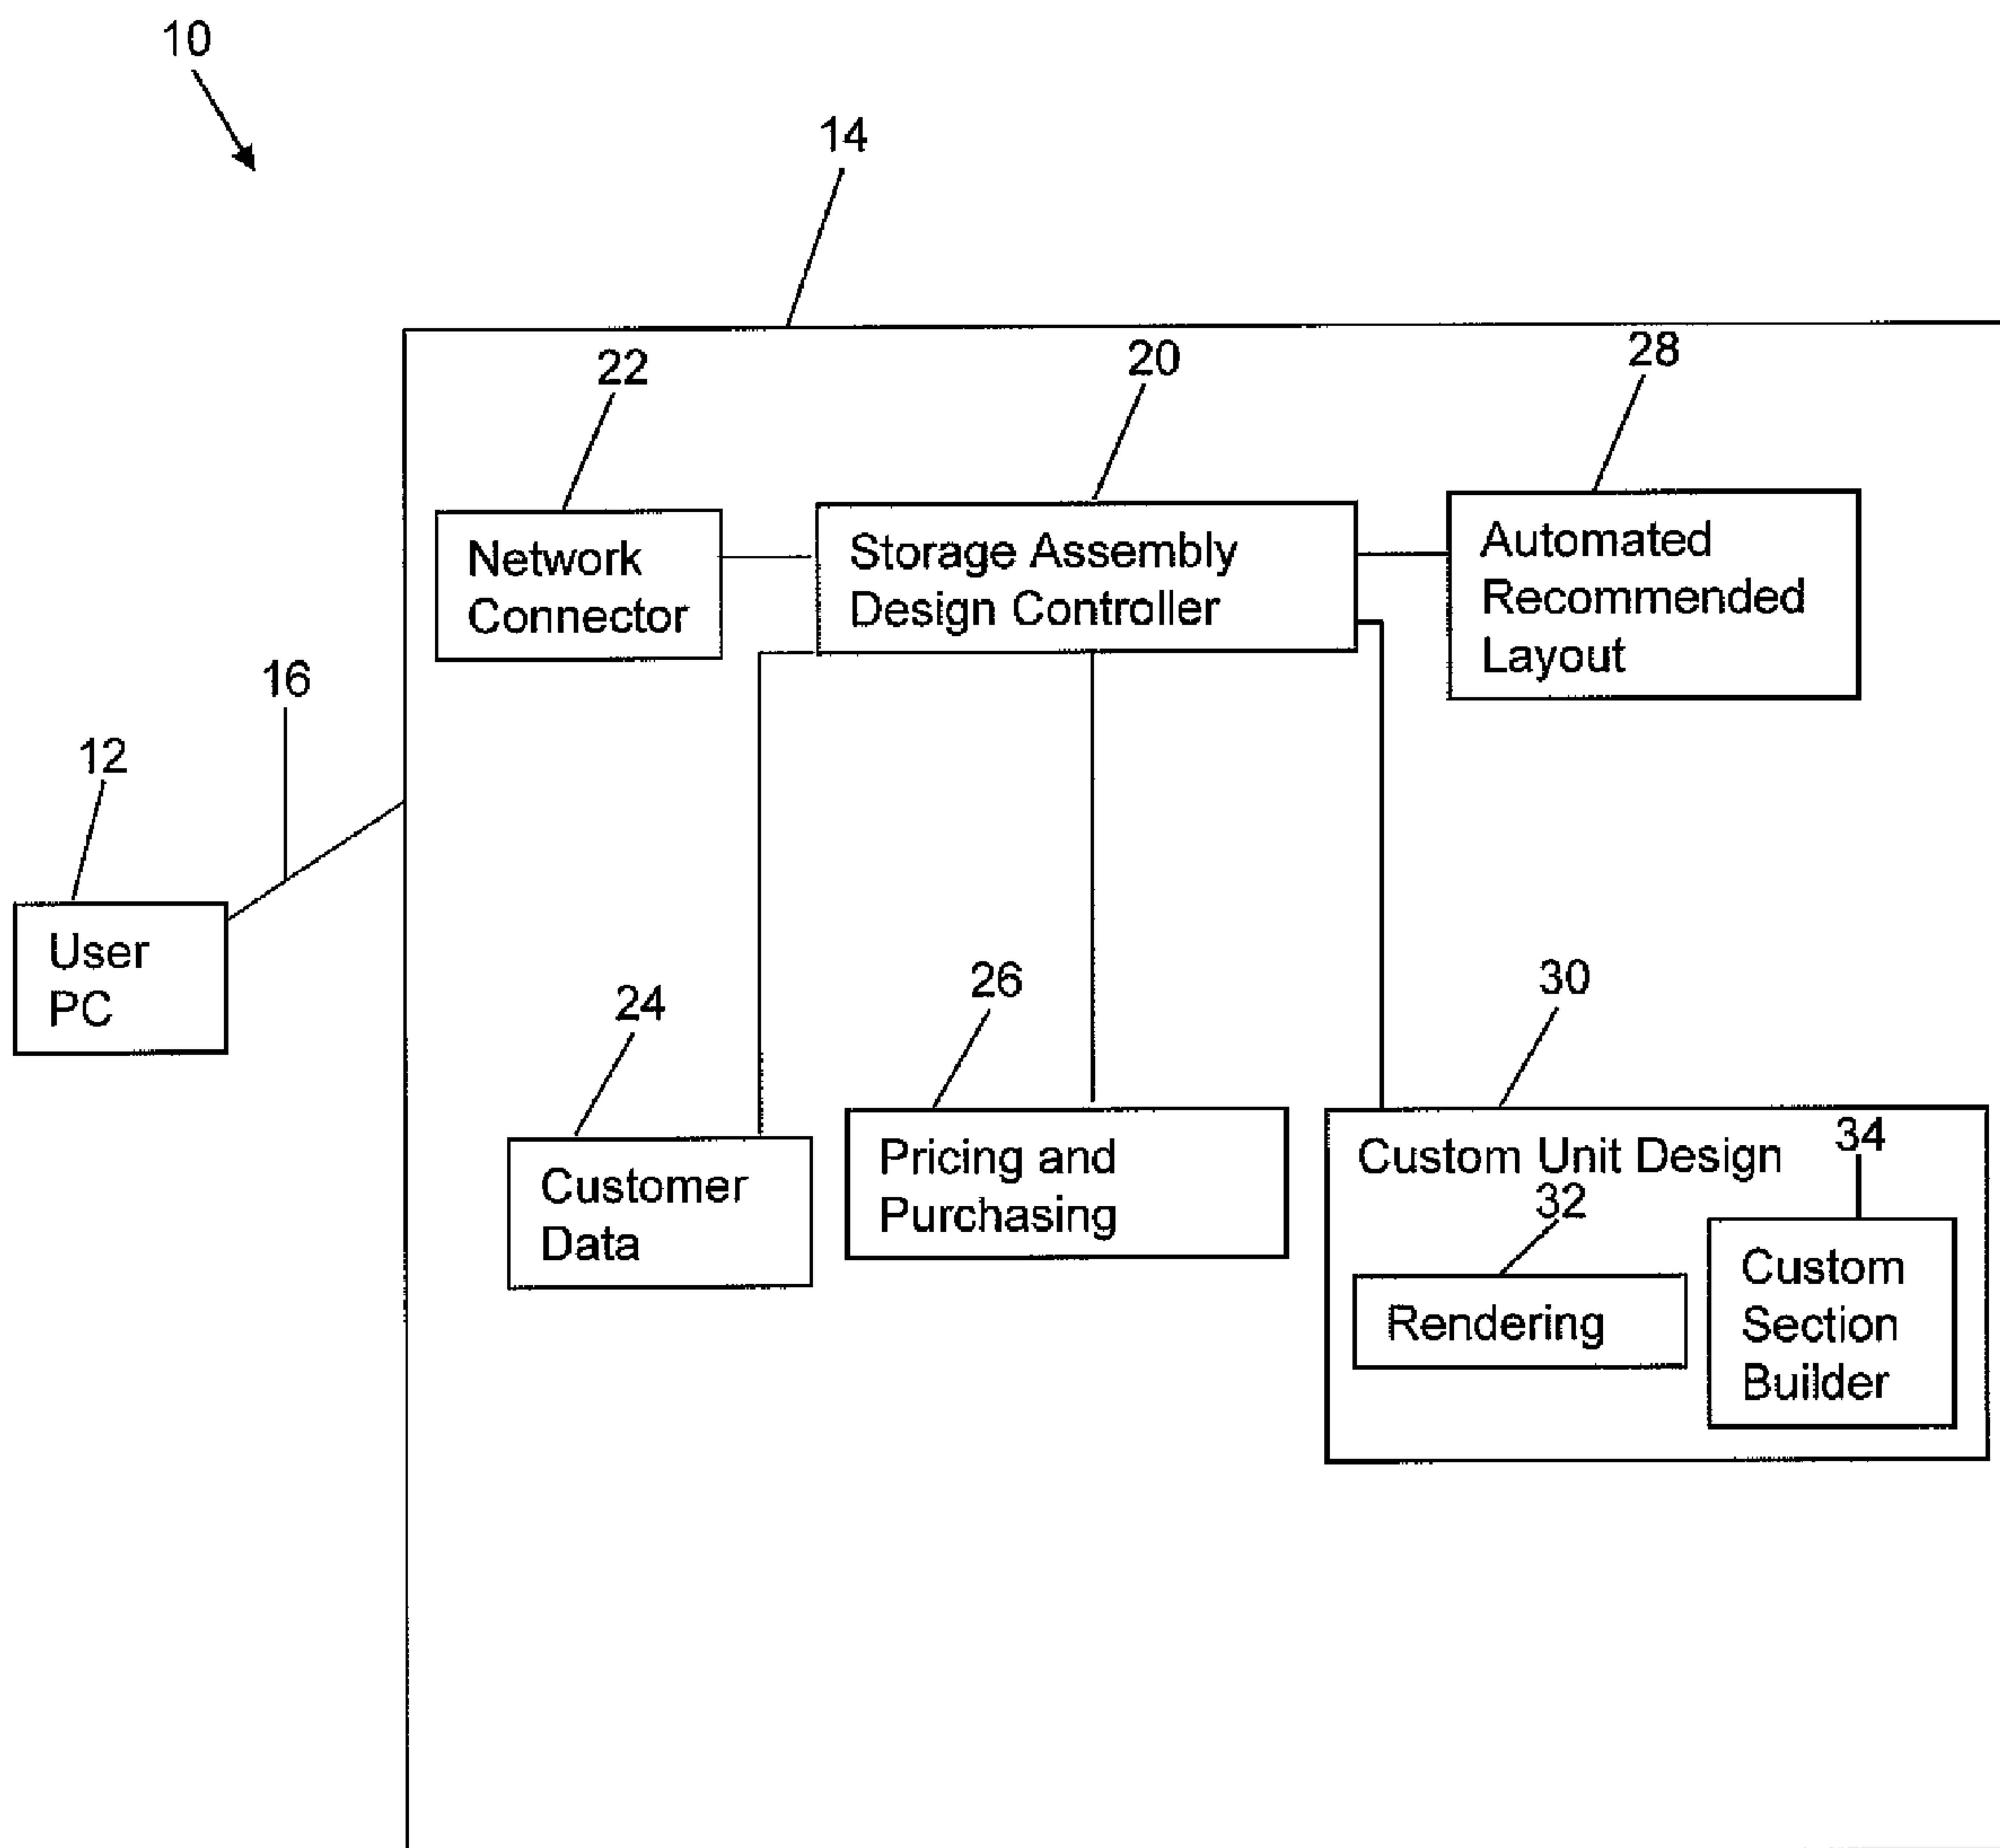 10
14
22
20
28
Network
Connector
Storage Assembly
Design Controller
Automated
Recommended
Layout
16
12
User
PC
24
26
30
Customer
Data
Pricing and
Purchasing
Custom Unit Design
34
32
Rendering
Custom
Section
Builder